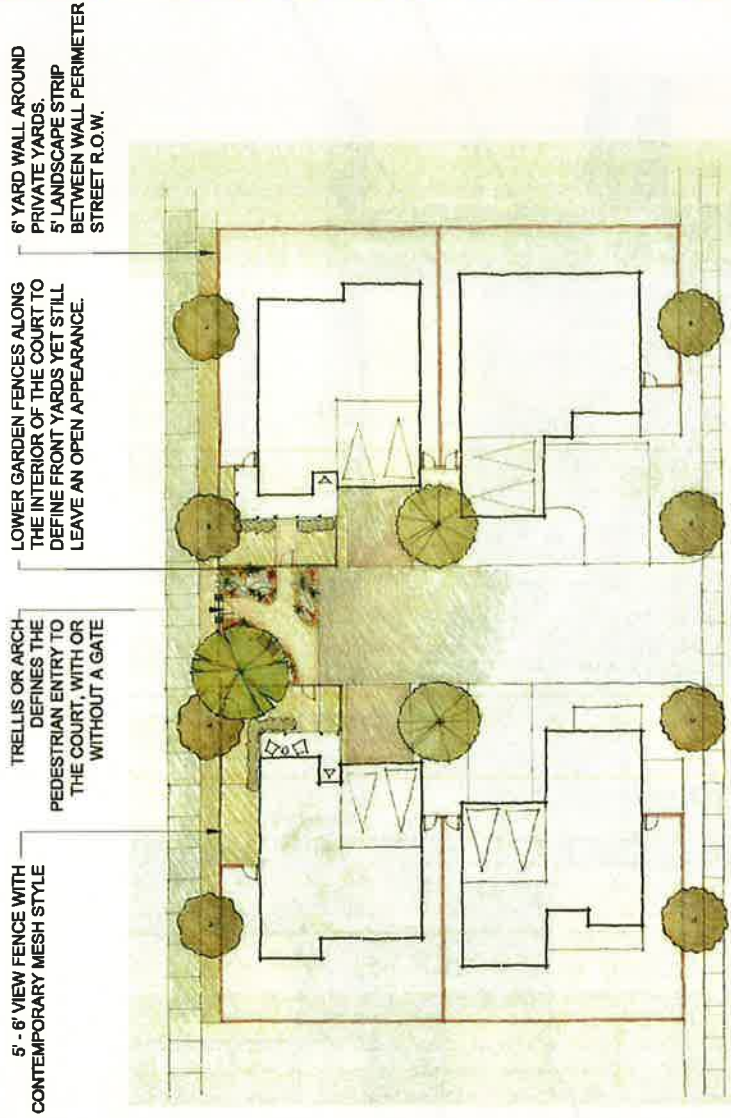 5' - 6' VIEW FENCE WITH
CONTEMPORARY MESH STYLE
TRELLIS OR ARCH
DEFINES THE
PEDESTRIAN ENTRY TO
THE COURT, WITH OR
WITHOUT A GATE
LOWER GARDEN FENCES ALONG
THE INTERIOR OF THE COURT TO
DEFINE FRONT YARDS YET STILL
LEAVE AN OPEN APPEARANCE.
6' YARD WALL AROUND
PRIVATE YARDS.
5' LANDSCAPE STRIP
BETWEEN WALL PERIMETER
STREET R.O.W.